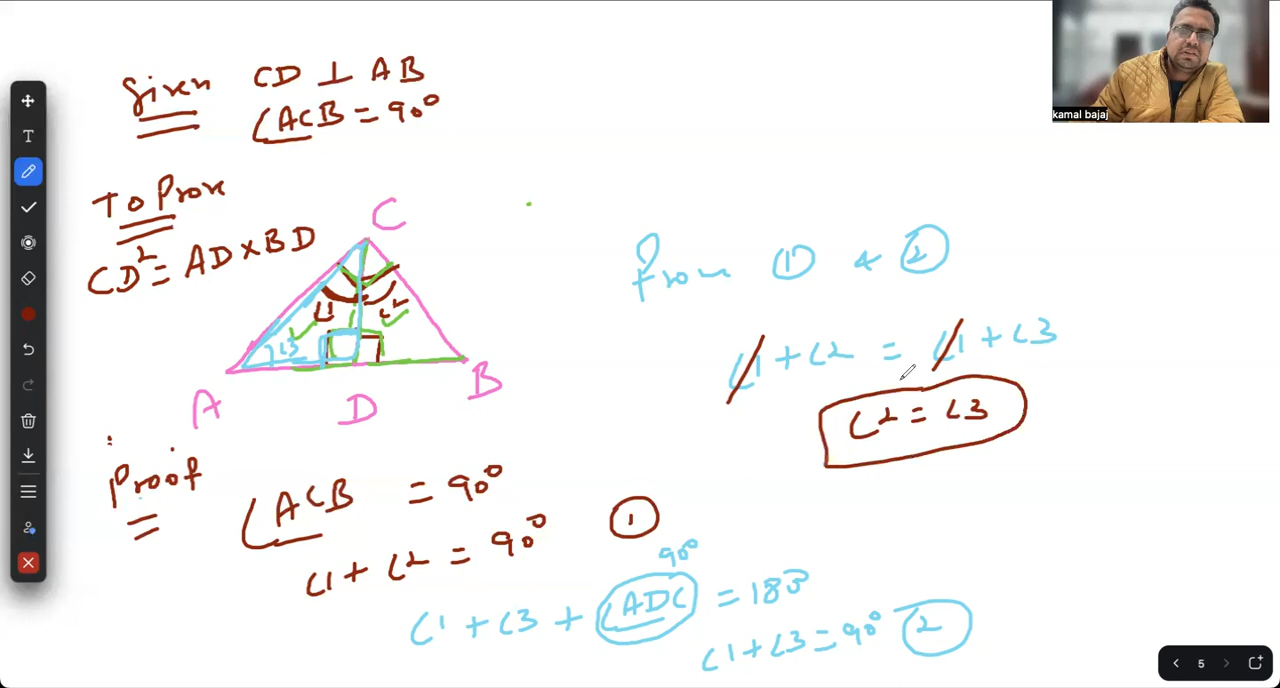 Given CD ⊥ AB
∠ACB = 90°
To Prove
CD² = AD × BD
C
∠1 ∠2
∠3
A D B
Proof
∠ACB = 90°
∠1 + ∠2 = 90° ①
90°
∠1 + ∠3 + ∠ADC = 180
∠1 + ∠3 = 90° ②
From ① & ②
∠1 + ∠2 = ∠1 + ∠3
∠2 = ∠3
kamal bajaj
T
5